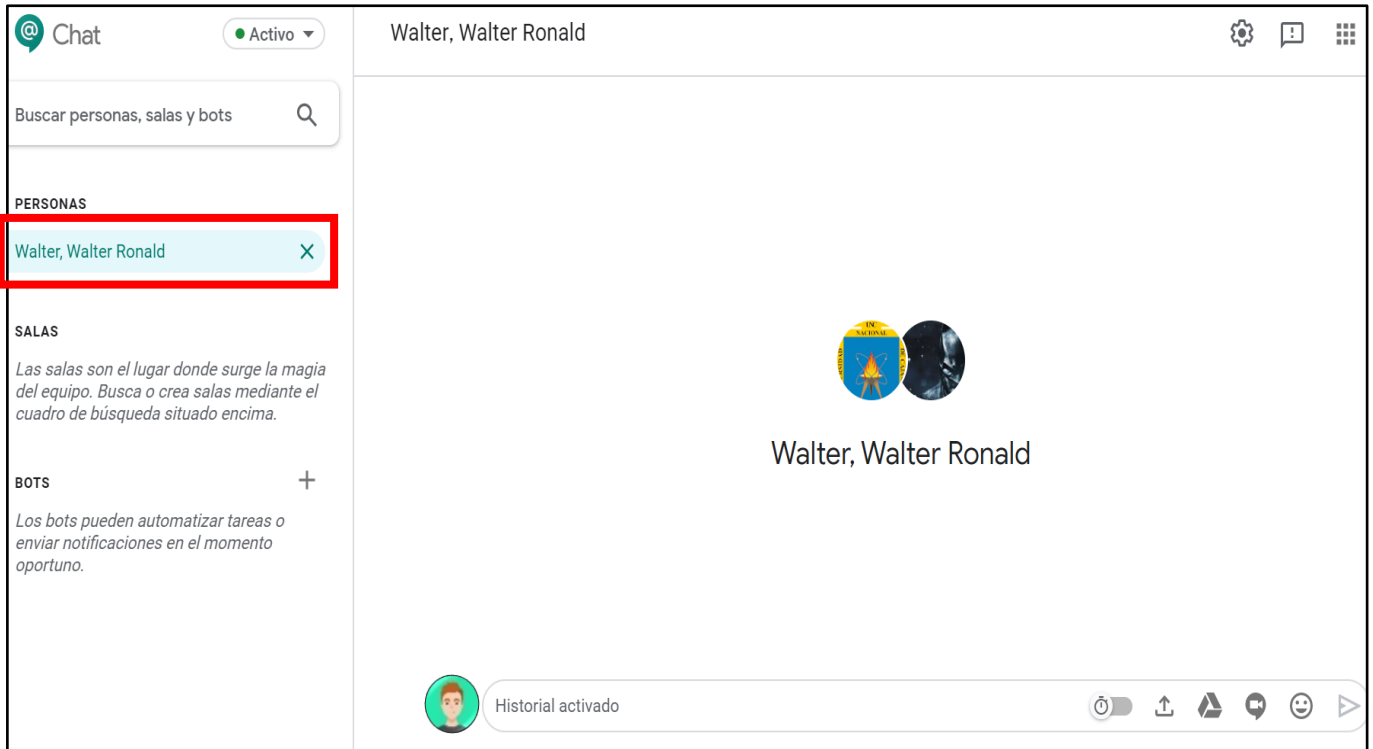 Chat
Activo
Walter, Walter Ronald
Buscar personas, salas y bots
PERSONAS
Walter, Walter Ronald
SALAS
Las salas son el lugar donde surge la magia
del equipo. Busca o crea salas mediante el
cuadro de búsqueda situado encima.
BOTS
Los bots pueden automatizar tareas o
enviar notificaciones en el momento
oportuno.
UNC
NACIONAL
Walter, Walter Ronald
Historial activado